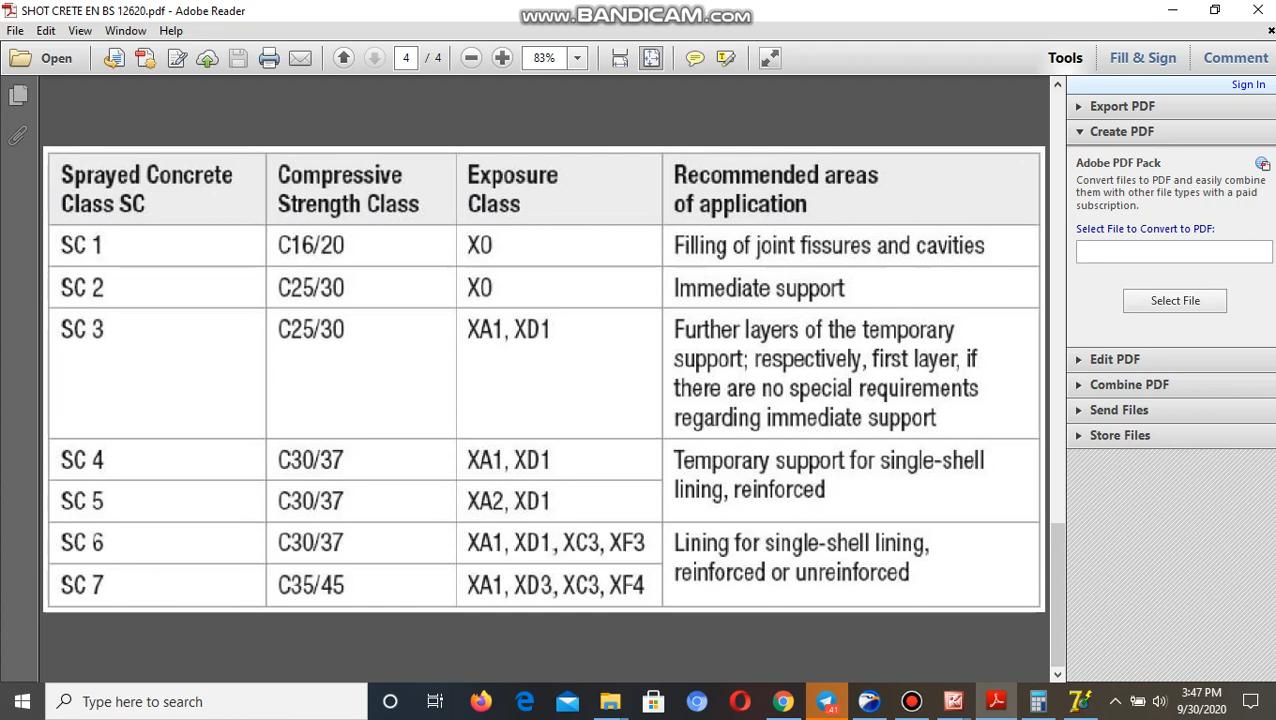 SHOT CRETE EN BS 12620.pdf - Adobe Reader
www.BANDICAM.com
File Edit View Window Help
Open
4 / 4
83%
Tools
Fill & Sign
Comment
Sign In
Export PDF
Create PDF
Adobe PDF Pack
Convert files to PDF and easily combine
them with other file types with a paid
subscription.
Select File to Convert to PDF:
Select File
Edit PDF
Combine PDF
Send Files
Store Files
Sprayed Concrete
Class SC
Compressive
Strength Class
Exposure
Class
Recommended areas
of application
SC 1
C16/20
X0
Filling of joint fissures and cavities
SC 2
C25/30
X0
Immediate support
SC 3
C25/30
XA1, XD1
Further layers of the temporary
support; respectively, first layer, if
there are no special requirements
regarding immediate support
SC 4
C30/37
XA1, XD1
Temporary support for single-shell
lining, reinforced
SC 5
C30/37
XA2, XD1
SC 6
C30/37
XA1, XD1, XC3, XF3
Lining for single-shell lining,
reinforced or unreinforced
SC 7
C35/45
XA1, XD3, XC3, XF4
Type here to search
41
3:47 PM
9/30/2020